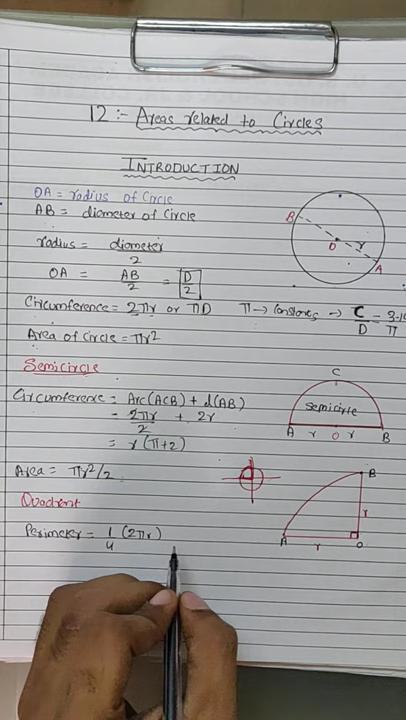 12 :- Areas related to Circles
INTRODUCTION
OA = radius of Circle
AB = diameter of Circle
radius = diameter
2
OA = AB = D
2 2
Circumference = 2πr or πD π → → C = 3.14
D π
Area of Circle = πr²
B
O r
A
Semicircle
Circumference = Arc(ACB) + d(AB)
= 2πr + 2r
2
= r(π+2)
C
Semicircle
A r O r B
Area = πr²/2
Quadrant
Perimeter = 1 (2πr)
4
B
r
A r O